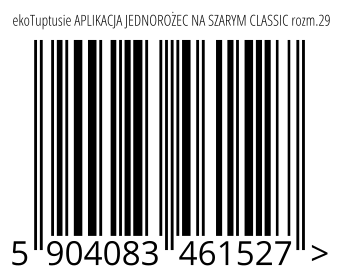 ekoTuptusie APLIKACJA JEDNOROŻEC NA SZARYM CLASSIC rozm.29
5 904083 461527 >